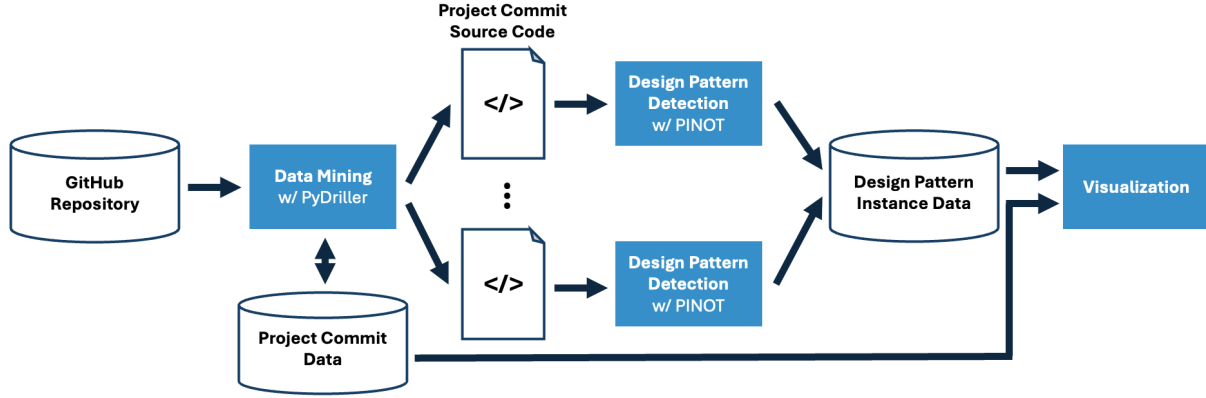 Project Commit
Source Code
</>
Design Pattern
Detection
w/ PINOT
GitHub
Repository
Data Mining
w/ PyDriller
Design Pattern
Instance Data
Visualization
</>
Design Pattern
Detection
w/ PINOT
Project Commit
Data